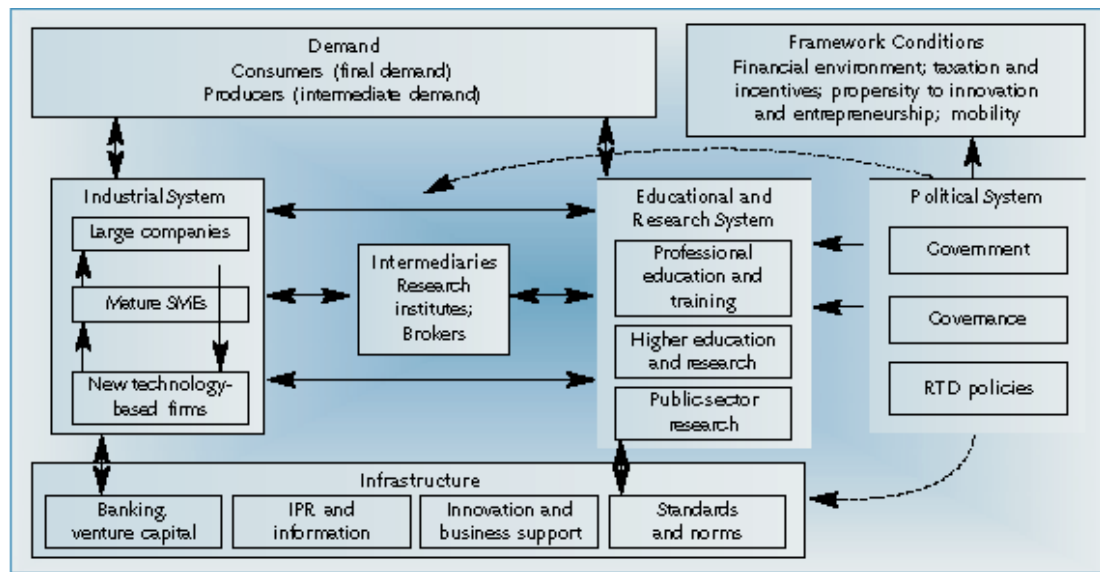 Demand
Consumers (final demand)
Producers (intermediate demand)
Framework Conditions
Financial environment; taxation and
incentives; propensity to innovation
and entrepreneurship; mobility
Industrial System
Large companies
Mature SMEs
New technology-
based firms
Intermediaries
Research
institutes;
Brokers
Educational and
Research System
Professional
education and
training
Higher education
and research
Public-sector
research
Political System
Government
Governance
RTD policies
Infrastructure
Banking,
venture capital
IPR and
information
Innovation and
business support
Standards
and norms